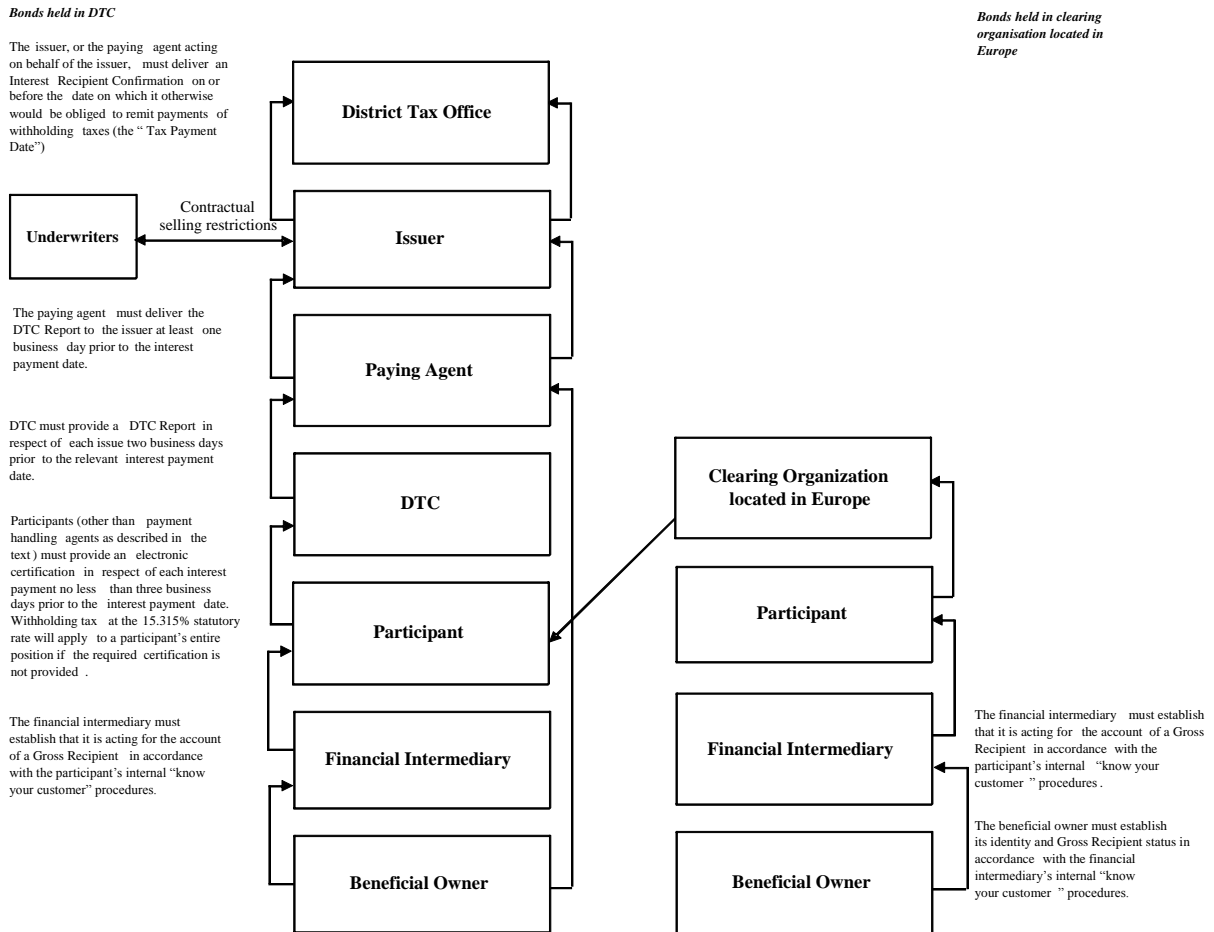 Bonds held in DTC
The issuer, or the paying agent acting
on behalf of the issuer, must deliver an
Interest Recipient Confirmation on or
before the date on which it otherwise
would be obliged to remit payments of
withholding taxes (the “ Tax Payment
Date”)
Bonds held in clearing
organisation located in
Europe
District Tax Office
Underwriters
Contractual
selling restrictions
Issuer
The paying agent must deliver the
DTC Report to the issuer at least one
business day prior to the interest
payment date.
Paying Agent
DTC must provide a DTC Report in
respect of each issue two business days
prior to the relevant interest payment
date.
DTC
Clearing Organization
located in Europe
Participants (other than payment
handling agents as described in the
text ) must provide an electronic
certification in respect of each interest
payment no less than three business
days prior to the interest payment date.
Withholding tax at the 15.315% statutory
rate will apply to a participant’s entire
position if the required certification is
not provided .
Participant
Participant
The financial intermediary must
establish that it is acting for the account
of a Gross Recipient in accordance
with the participant’s internal “know
your customer” procedures.
Financial Intermediary
Financial Intermediary
The financial intermediary must establish
that it is acting for the account of a Gross
Recipient in accordance with the
participant’s internal “know your
customer ” procedures .
Beneficial Owner
Beneficial Owner
The beneficial owner must establish
its identity and Gross Recipient status in
accordance with the financial
intermediary’s internal “know
your customer ” procedures.